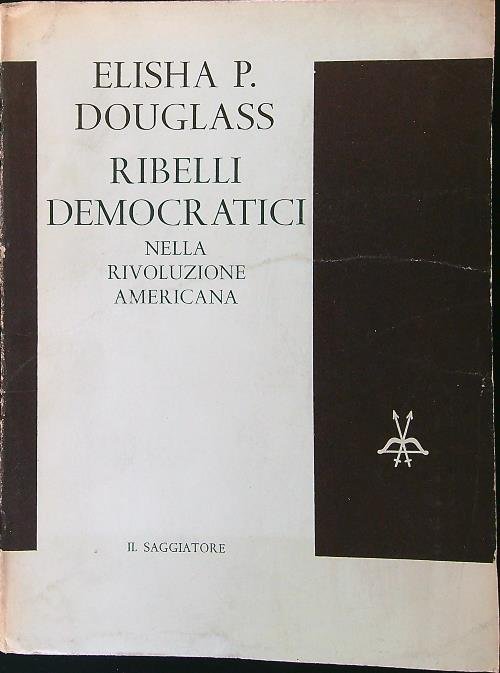 ELISHA P.
DOUGLASS
RIBELLI
DEMOCRATICI
NELLA
RIVOLUZIONE
AMERICANA
IL SAGGIATORE